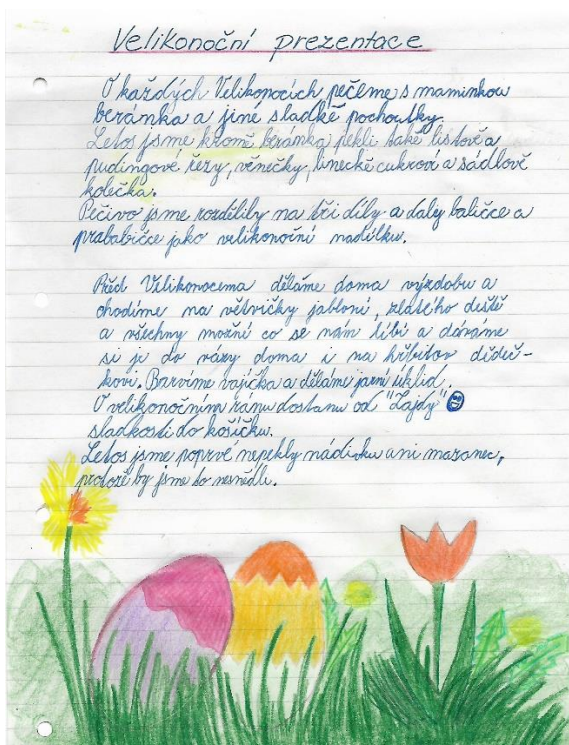 Velikonoční prezentace
O každých Velikonocích pečeme s maminkou
beránka a jiné sladké pochoutky.
Letos jsme kromě beránka pekli také listové a
pudingové řezy, věnečky, linecké cukroví a sádlové
kolečka.
Pečivo jsme rozdělily na tři díly a daly babičce a
prababičce jako velikonoční nadílku.
Před Velikonocema děláme doma výzdobu a
chodíme na větvičky jabloní, zlatého deště
a všechny možné co se nám líbí a dáváme
si je do vázy doma i na hřbitov dědeč-
kovi. Barvíme vajíčka a děláme jarní úklid.
O velikonočním ránu dostanu od "Zajdy"
sladkosti do košíčku.
Letos jsme poprvé nepekly nádivku ani mazanec,
protože by jsme to nesnědli.